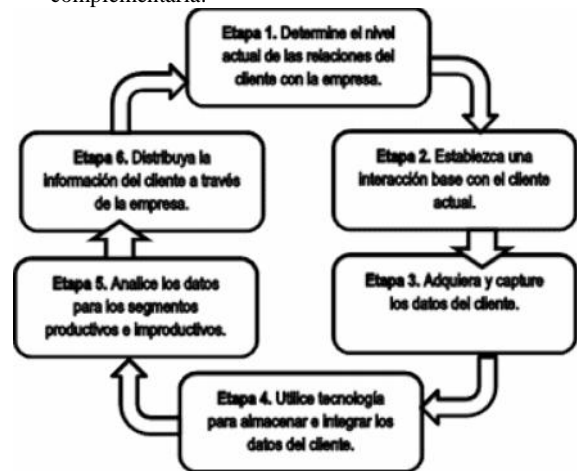 complementaria.
Etapa 1. Determine el nivel
actual de las relaciones del
cliente con la empresa.
Etapa 2. Establezca una
interacción base con el cliente
actual.
Etapa 3. Adquiera y capture
los datos del cliente.
Etapa 4. Utilice tecnología
para almacenar e integrar los
datos del cliente.
Etapa 5. Analice los datos
para los segmentos
productivos e improductivos.
Etapa 6. Distribuya la
información del cliente a través
de la empresa.